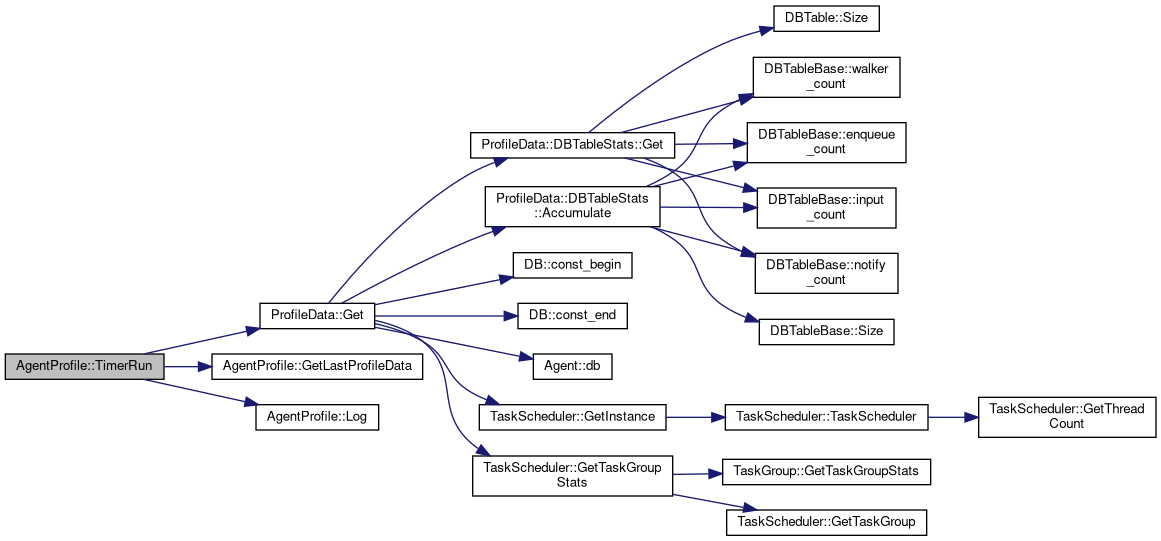 DBTable::Size
DBTableBase::walker
_count
ProfileData::DBTableStats::Get
DBTableBase::enqueue
_count
ProfileData::DBTableStats
::Accumulate
DBTableBase::input
_count
DB::const_begin
DBTableBase::notify
_count
ProfileData::Get
DB::const_end
DBTableBase::Size
AgentProfile::TimerRun
AgentProfile::GetLastProfileData
Agent::db
AgentProfile::Log
TaskScheduler::GetInstance
TaskScheduler::TaskScheduler
TaskScheduler::GetThread
Count
TaskScheduler::GetTaskGroup
Stats
TaskGroup::GetTaskGroupStats
TaskScheduler::GetTaskGroup